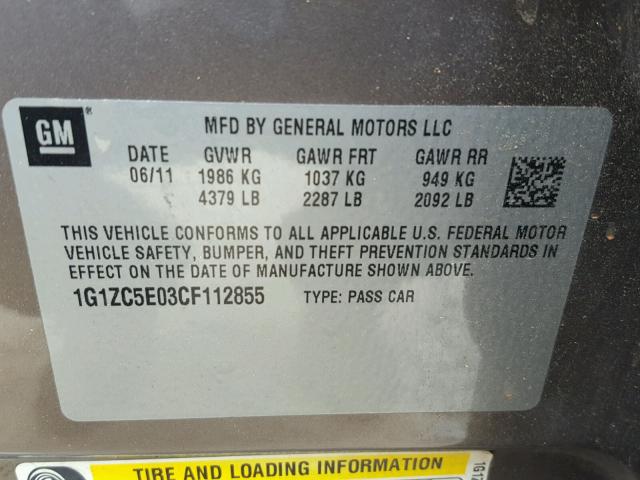 GM ®
MFD BY GENERAL MOTORS LLC
DATE GVWR GAWR FRT GAWR RR
06/11 1986 KG 1037 KG 949 KG
4379 LB 2287 LB 2092 LB
THIS VEHICLE CONFORMS TO ALL APPLICABLE U.S. FEDERAL MOTOR
VEHICLE SAFETY, BUMPER, AND THEFT PREVENTION STANDARDS IN
EFFECT ON THE DATE OF MANUFACTURE SHOWN ABOVE.
1G1ZC5E03CF112855 TYPE: PASS CAR
TIRE AND LOADING INFORMATION